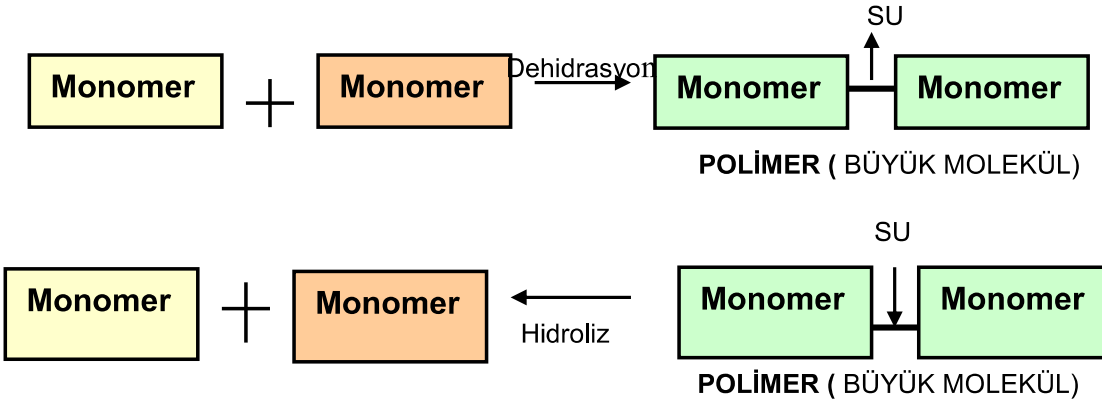 SU
Monomer + Monomer Dehidrasyon Monomer Monomer
POLİMER ( BÜYÜK MOLEKÜL)
SU
Monomer + Monomer Hidroliz Monomer Monomer
POLİMER ( BÜYÜK MOLEKÜL)